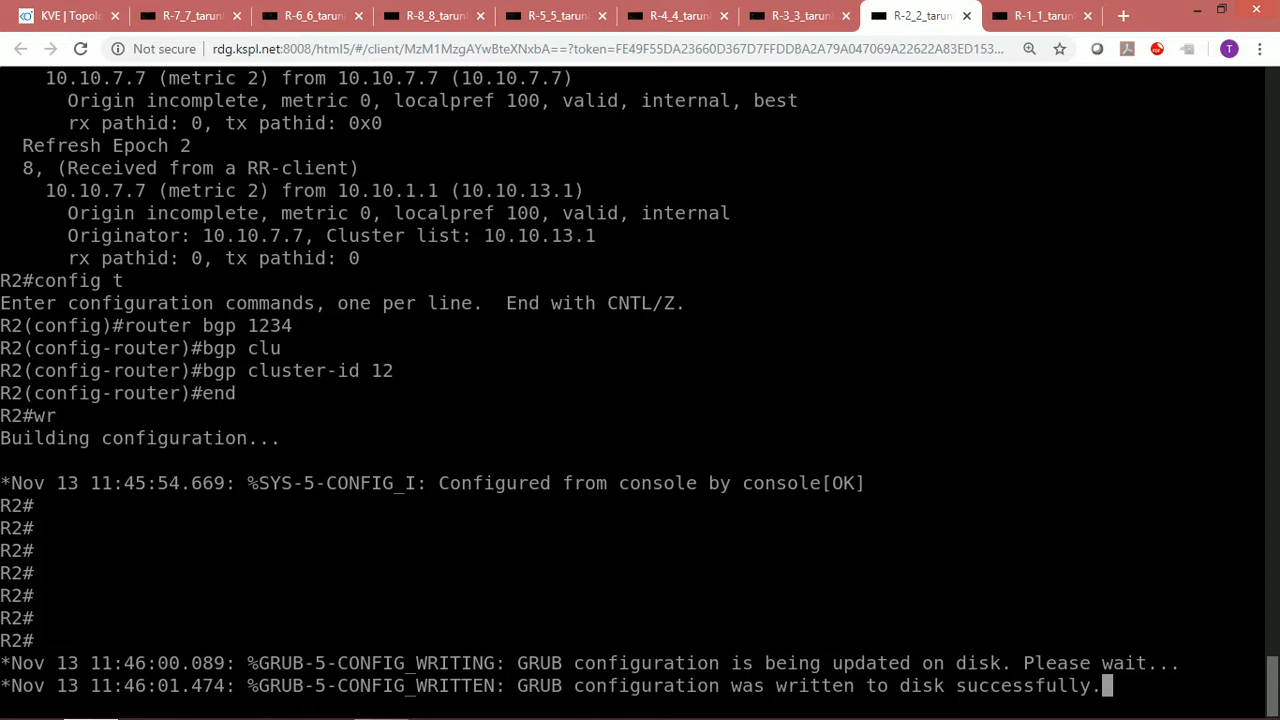 KVE | Topolo
R-7_7_tarun
R-6_6_tarun
R-8_8_tarun
R-5_5_tarun
R-4_4_tarun
R-3_3_tarun
R-2_2_tarun
R-1_1_tarun
Not secure
rdg.kspl.net:8008/html5/#/client/MzM1MzgAYwBteXNxbA==?token=FE49F55DA23660D367D7FFDDBA2A79A047069A22622A83ED153...
T
10.10.7.7 (metric 2) from 10.10.7.7 (10.10.7.7)
Origin incomplete, metric 0, localpref 100, valid, internal, best
rx pathid: 0, tx pathid: 0x0
Refresh Epoch 2
8, (Received from a RR-client)
10.10.7.7 (metric 2) from 10.10.1.1 (10.10.13.1)
Origin incomplete, metric 0, localpref 100, valid, internal
Originator: 10.10.7.7, Cluster list: 10.10.13.1
rx pathid: 0, tx pathid: 0
R2#config t
Enter configuration commands, one per line.  End with CNTL/Z.
R2(config)#router bgp 1234
R2(config-router)#bgp clu
R2(config-router)#bgp cluster-id 12
R2(config-router)#end
R2#wr
Building configuration...
*Nov 13 11:45:54.669: %SYS-5-CONFIG_I: Configured from console by console[OK]
R2#
R2#
R2#
R2#
R2#
R2#
R2#
*Nov 13 11:46:00.089: %GRUB-5-CONFIG_WRITING: GRUB configuration is being updated on disk. Please wait...
*Nov 13 11:46:01.474: %GRUB-5-CONFIG_WRITTEN: GRUB configuration was written to disk successfully.